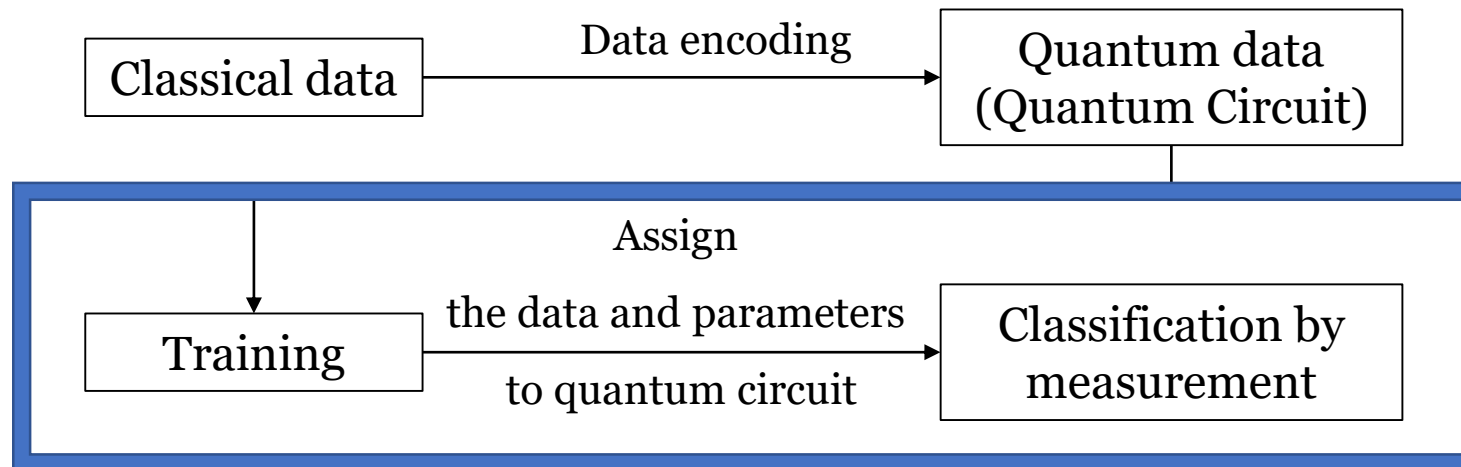 Classical data
Data encoding
Quantum data
(Quantum Circuit)
Training
Assign
the data and parameters
to quantum circuit
Classification by
measurement